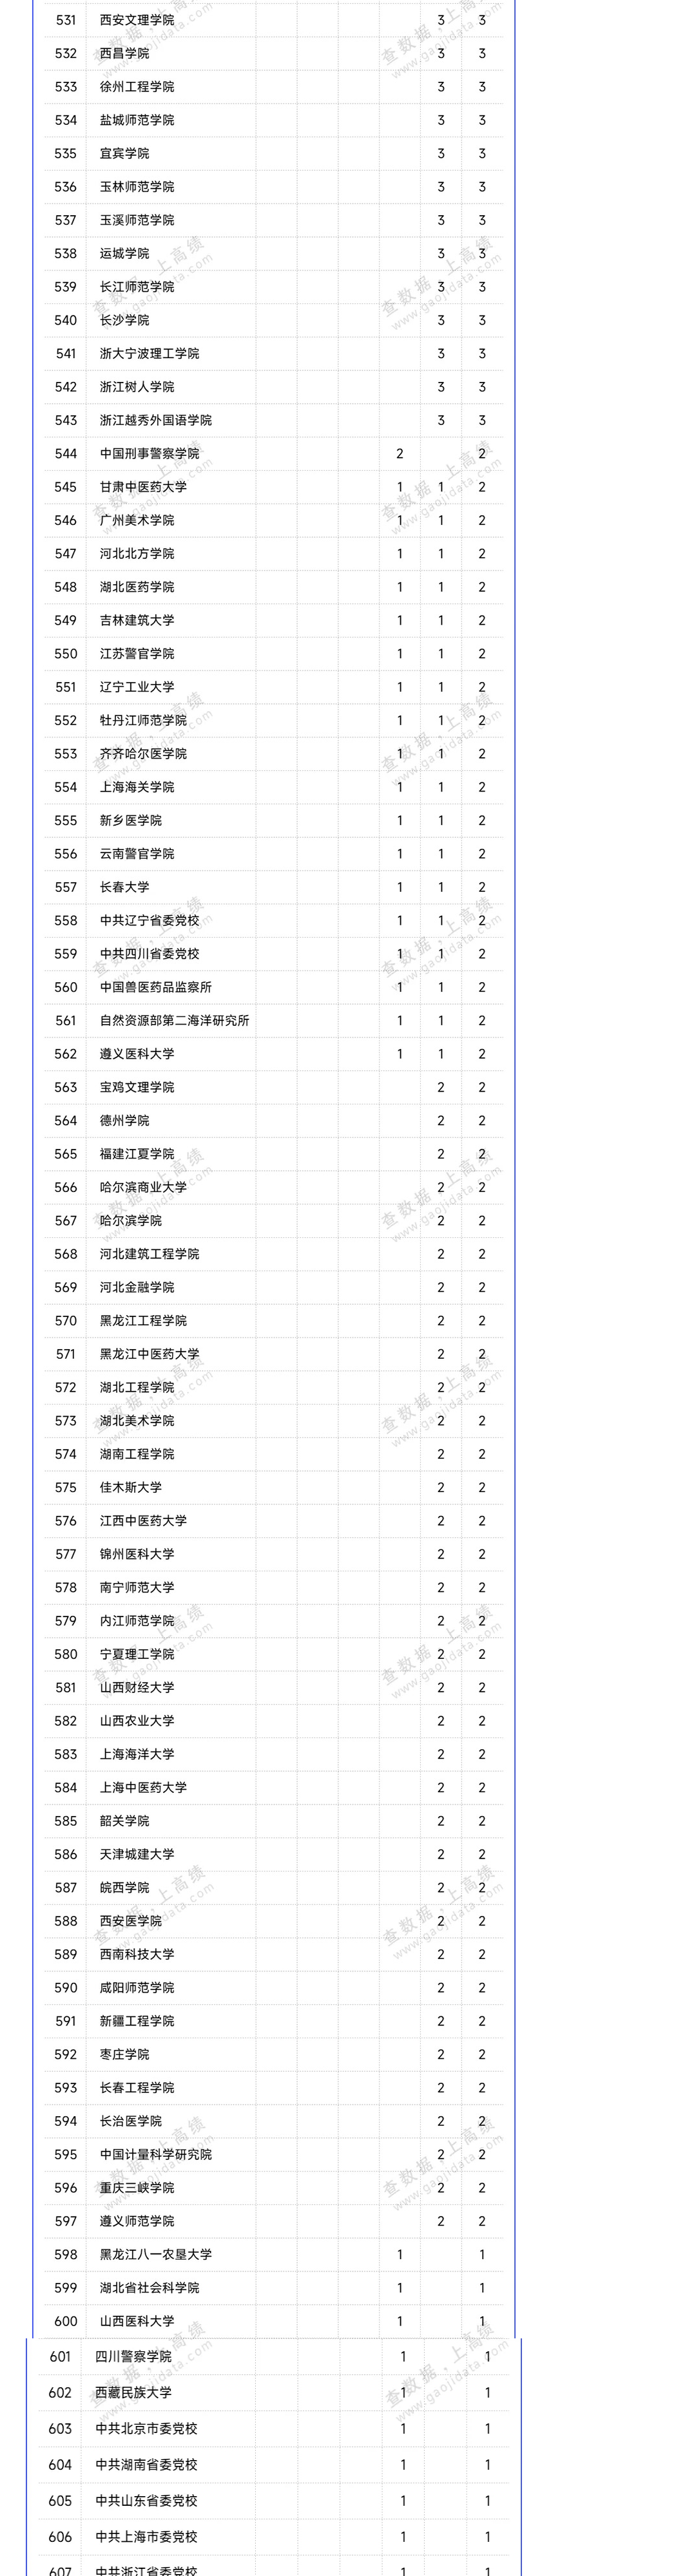 531 西安文理学院 3 3
532 西昌学院 3 3
533 徐州工程学院 3 3
534 盐城师范学院 3 3
535 宜宾学院 3 3
536 玉林师范学院 3 3
537 玉溪师范学院 3 3
538 运城学院 3 3
539 长江师范学院 3 3
540 长沙学院 3 3
541 浙大宁波理工学院 3 3
542 浙江树人学院 3 3
543 浙江越秀外国语学院 3 3
544 中国刑事警察学院 2 2
545 甘肃中医药大学 1 1 2
546 广州美术学院 1 1 2
547 河北北方学院 1 1 2
548 湖北医药学院 1 1 2
549 吉林建筑大学 1 1 2
550 江苏警官学院 1 1 2
551 辽宁工业大学 1 1 2
552 牡丹江师范学院 1 1 2
553 齐齐哈尔医学院 1 1 2
554 上海海关学院 1 1 2
555 新乡医学院 1 1 2
556 云南警官学院 1 1 2
557 长春大学 1 1 2
558 中共辽宁省委党校 1 1 2
559 中共四川省委党校 1 1 2
560 中国兽医药品监察所 1 1 2
561 自然资源部第二海洋研究所 1 1 2
562 遵义医科大学 1 1 2
563 宝鸡文理学院 2 2
564 德州学院 2 2
565 福建江夏学院 2 2
566 哈尔滨商业大学 2 2
567 哈尔滨学院 2 2
568 河北建筑工程学院 2 2
569 河北金融学院 2 2
570 黑龙江工程学院 2 2
571 黑龙江中医药大学 2 2
572 湖北工程学院 2 2
573 湖北美术学院 2 2
574 湖南工程学院 2 2
575 佳木斯大学 2 2
576 江西中医药大学 2 2
577 锦州医科大学 2 2
578 南宁师范大学 2 2
579 内江师范学院 2 2
580 宁夏理工学院 2 2
581 山西财经大学 2 2
582 山西农业大学 2 2
583 上海海洋大学 2 2
584 上海中医药大学 2 2
585 韶关学院 2 2
586 天津城建大学 2 2
587 皖西学院 2 2
588 西安医学院 2 2
589 西南科技大学 2 2
590 咸阳师范学院 2 2
591 新疆工程学院 2 2
592 枣庄学院 2 2
593 长春工程学院 2 2
594 长治医学院 2 2
595 中国计量科学研究院 2 2
596 重庆三峡学院 2 2
597 遵义师范学院 2 2
598 黑龙江八一农垦大学 1 1
599 湖北省社会科学院 1 1
600 山西医科大学 1 1
601 四川警察学院 1 1
602 西藏民族大学 1 1
603 中共北京市委党校 1 1
604 中共湖南省委党校 1 1
605 中共山东省委党校 1 1
606 中共上海市委党校 1 1
607 中共浙江省委党校 1 1
查数据，上高绩
www.gaojidata.com